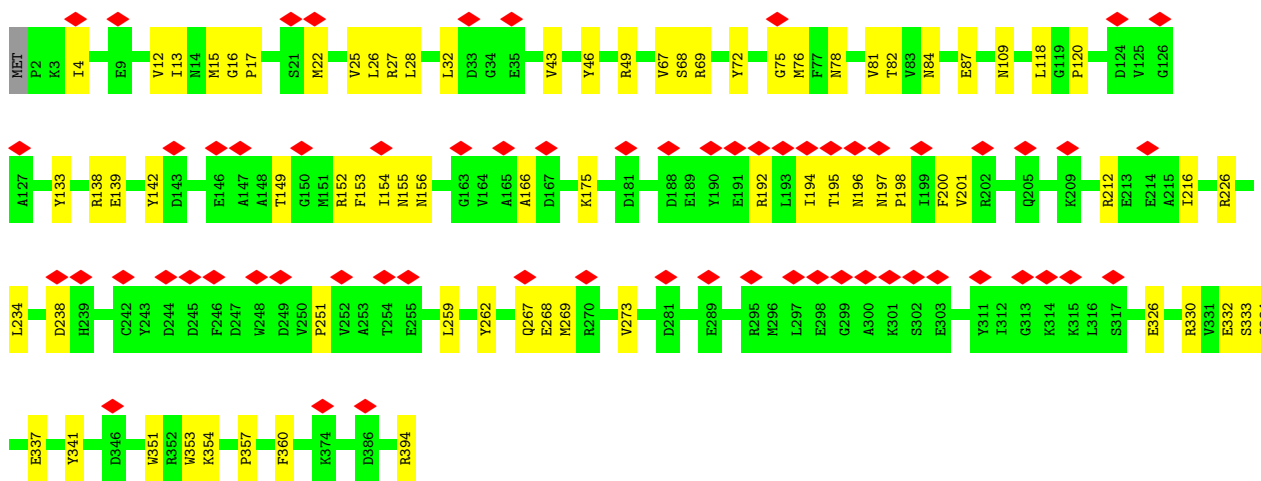 MET P2 K3 I4 E9 V12 I13 N14 M15 G16 P17 S21 M22 V25 L26 R27 L28 L32 D33 G34 E35 V43 Y46 R49 V67 S68 R69 Y72 G75 M76 F77 N78 V81 T82 V83 N84 E87 N109 L118 G119 P120 D124 V125 G126
A127 Y133 R138 E139 Y142 D143 E146 A147 A148 T149 G150 M151 R152 F153 I154 N155 N156 G163 V164 A165 A166 D167 K175 D181 D188 E189 Y190 E191 R192 L193 I194 T195 N196 N197 P198 I199 F200 V201 R202 Q205 K209 R212 E213 E214 A215 I216 R226
L234 D238 H239 C242 Y243 D244 D245 F246 D247 W248 D249 V250 P251 V252 A253 T254 E255 L259 Y262 Q267 E268 M269 R270 V273 D281 E289 R295 M296 L297 E298 G299 A300 K301 S302 E303 Y311 I312 G313 K314 K315 L316 S317 E326 R330 V331 E332 S333
E337 Y341 D346 W351 R352 W353 K354 P357 F360 K374 D386 R394